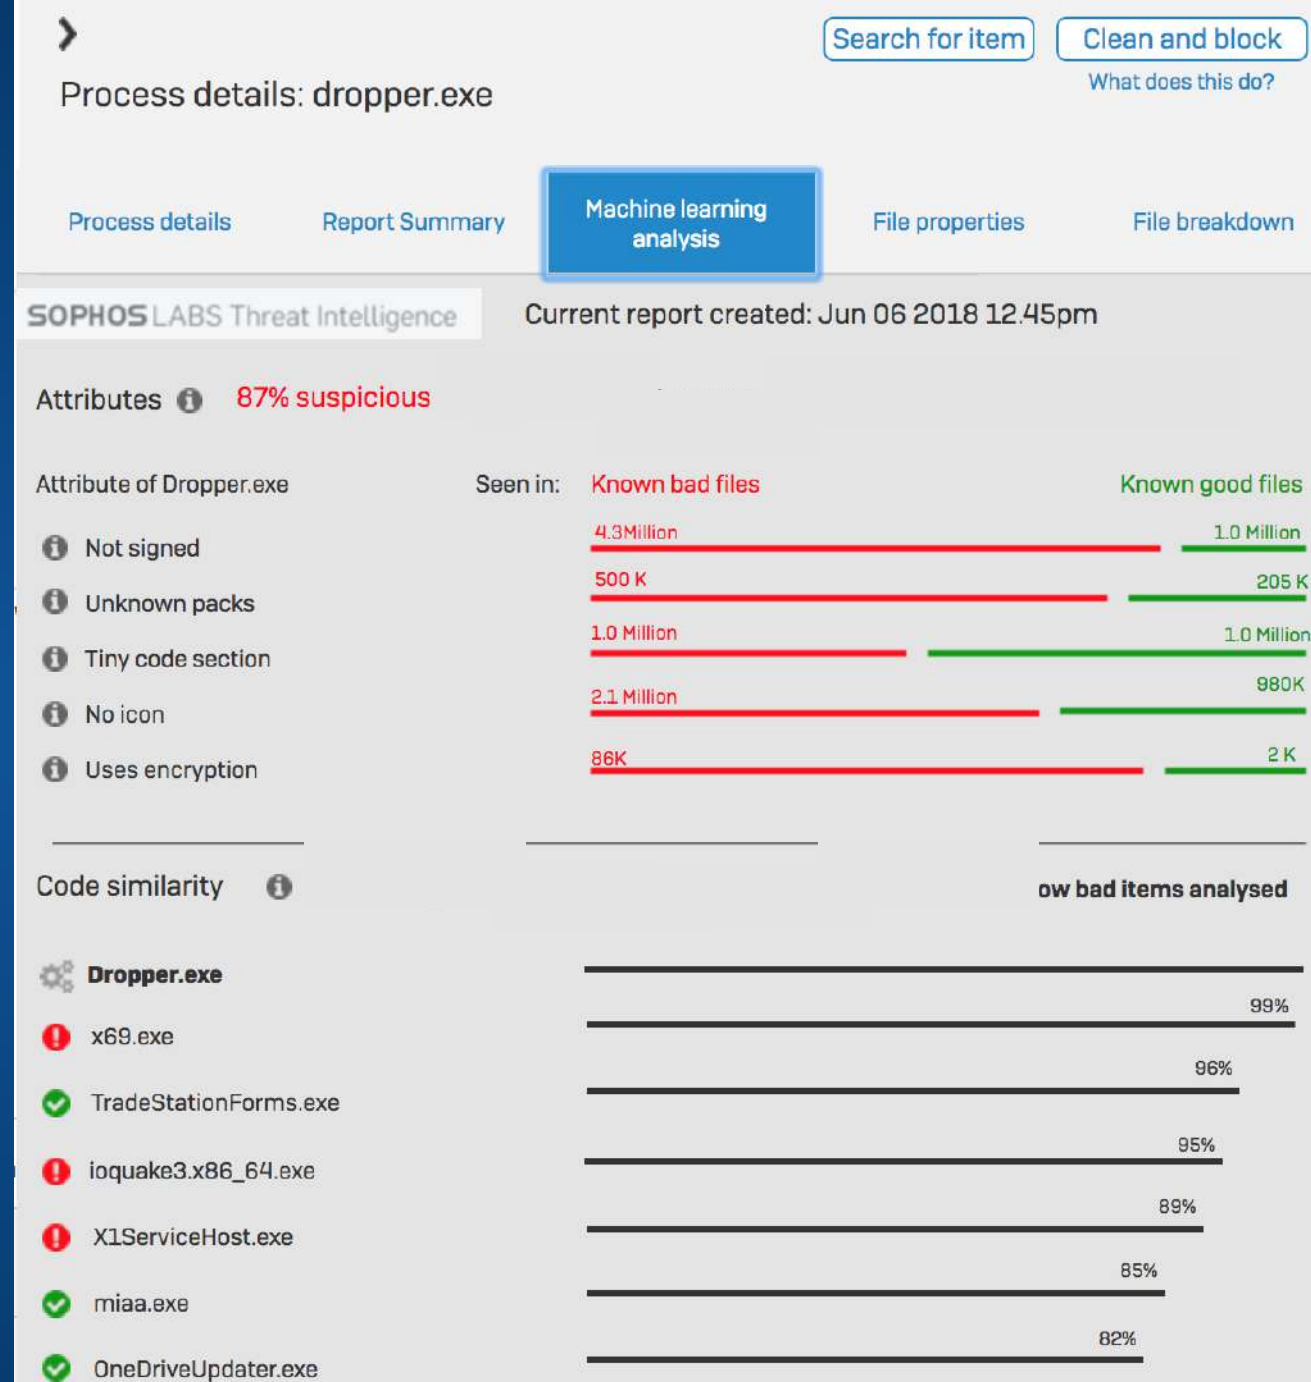 Search for item
Clean and block
What does this do?
Process details: dropper.exe
Process details
Report Summary
Machine learning
analysis
File properties
File breakdown
SOPHOS LABS Threat Intelligence
Current report created: Jun 06 2018 12.45pm
Attributes 87% suspicious
Attribute of Dropper.exe Seen in: Known bad files Known good files
Not signed 4.3Million 1.0 Million
Unknown packs 500 K 205 K
Tiny code section 1.0 Million 1.0 Million
No icon 2.1 Million 980K
Uses encryption 86K 2 K
Code similarity ow bad items analysed
Dropper.exe
x69.exe 99%
TradeStationForms.exe 96%
ioquake3.x86_64.exe 95%
X1ServiceHost.exe 89%
miaa.exe 85%
OneDriveUpdater.exe 82%